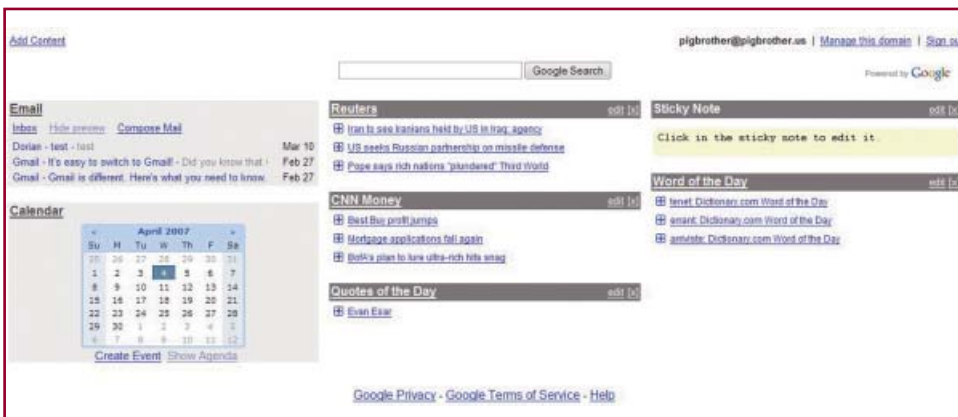 Add Content
pigbrother@pigbrother.us | Manage this domain | Sign ou
Google Search
Powered by Google
Email
Inbox Hide preview Compose Mail
Dorian - test - test Mar 10
Gmail - It's easy to switch to Gmail! - Did you know that Feb 27
Gmail - Gmail is different. Here's what you need to know. Feb 27
Calendar
« April 2007 »
Su M Tu W Th F Sa
25 26 27 28 29 30 31
1 2 3 4 5 6 7
8 9 10 11 12 13 14
15 16 17 18 19 20 21
22 23 24 25 26 27 28
29 30 1 2 3 4 5
6 7 8 9 10 11 12
Create Event Show Agenda
Reuters edit [x]
Iran to see Iranians held by US in Iraq: agency
US seeks Russian partnership on missile defense
Pope says rich nations "plundered" Third World
CNN Money edit [x]
Best Buy profit jumps
Mortgage applications fall again
BofA's plan to lure ultra-rich hits snag
Quotes of the Day edit [x]
Evan Esar
Sticky Note edit [x]
Click in the sticky note to edit it.
Word of the Day edit [x]
tenet: Dictionary.com Word of the Day
errant: Dictionary.com Word of the Day
arriviste: Dictionary.com Word of the Day
Google Privacy - Google Terms of Service - Help